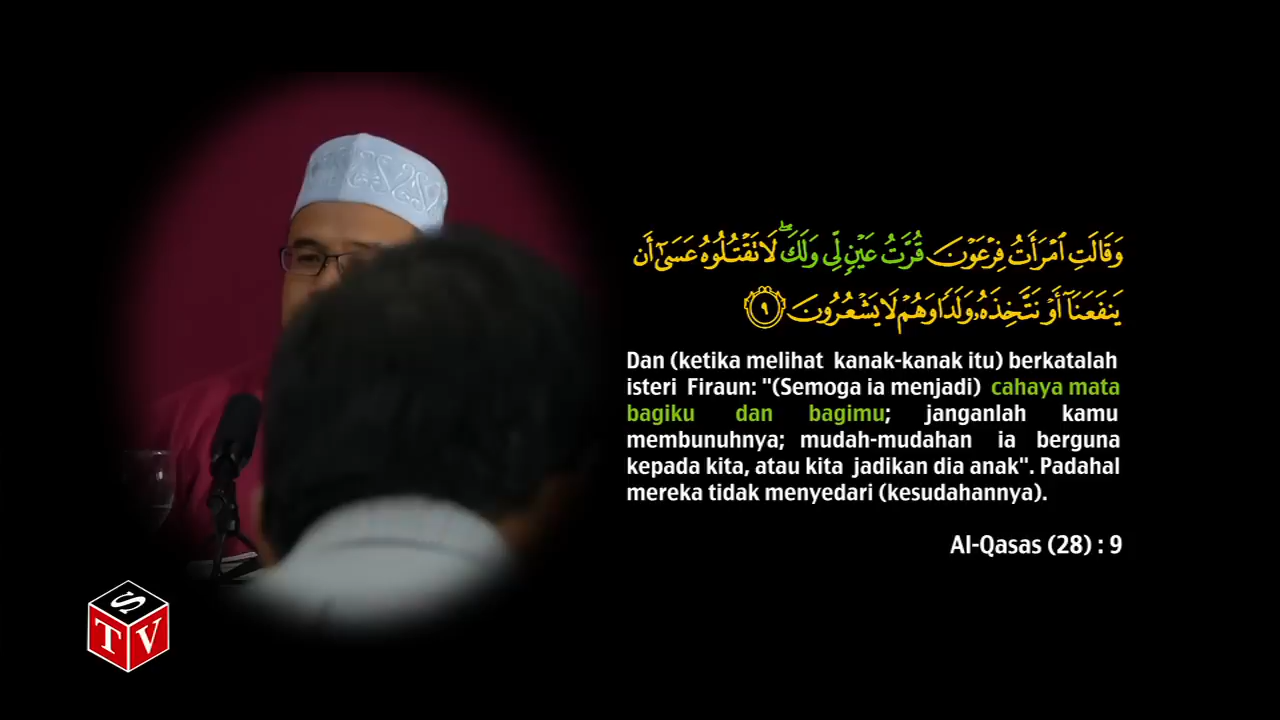 وَقَالَتِ ٱمْرَأَتُ فِرْعَوْنَ قُرَّتُ عَيْنٍ لِّى وَلَكَ ۖ لَا تَقْتُلُوهُ عَسَىٰٓ أَن
يَنفَعَنَآ أَوْ نَتَّخِذَهُۥ وَلَدًا وَهُمْ لَا يَشْعُرُونَ ٩
Dan (ketika melihat kanak-kanak itu) berkatalah
isteri Firaun: "(Semoga ia menjadi) cahaya mata
bagiku dan bagimu; janganlah kamu
membunuhnya; mudah-mudahan ia berguna
kepada kita, atau kita jadikan dia anak". Padahal
mereka tidak menyedari (kesudahannya).
Al-Qasas (28) : 9
S
TV